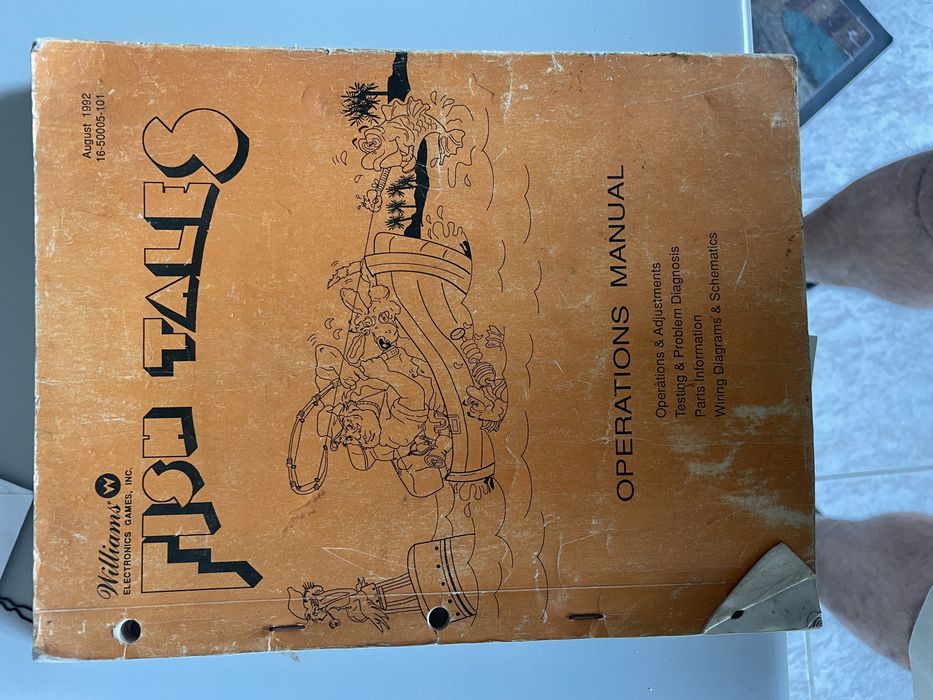 Williams
ELECTRONICS GAMES, INC.
August 1992
16-50005-101
FISH TALES
OPERATIONS MANUAL
Operations & Adjustments
Testing & Problem Diagnosis
Parts Information
Wiring Diagrams & Schematics